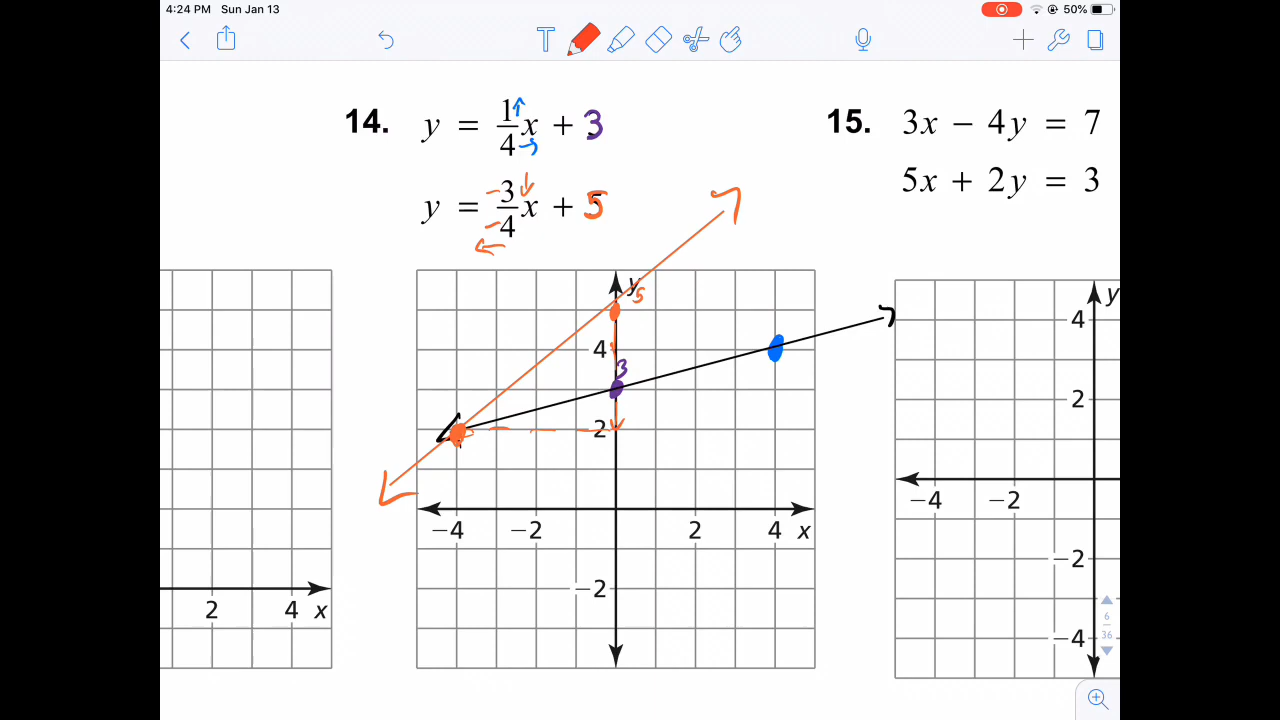 4:24 PM Sun Jan 13
50%
T
14. y = 1/4 x + 3
y = -3/-4 x + 5
15. 3x − 4y = 7
5x + 2y = 3
2 4 x
y
5
4
3
2
−4 −2 2 4 x
−2
y
4
2
−4 −2
−2
−4
6
36